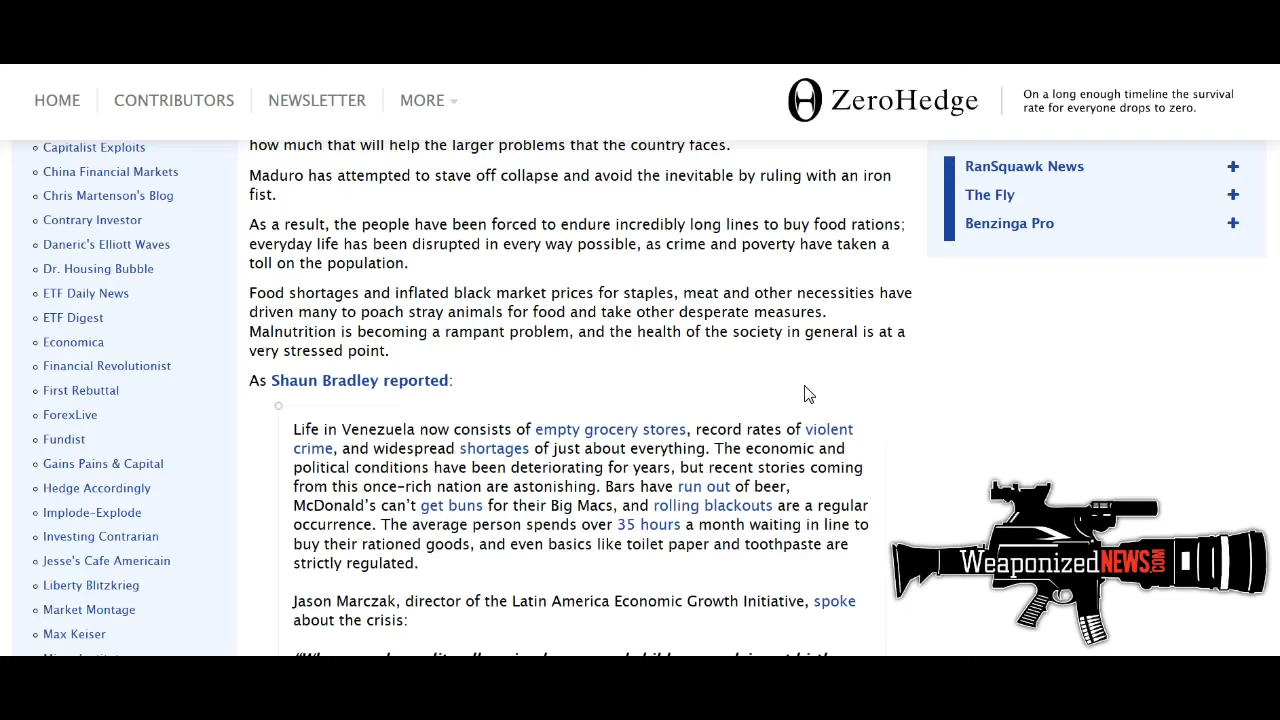 HOME
CONTRIBUTORS
NEWSLETTER
MORE
ZeroHedge
On a long enough timeline the survival
rate for everyone drops to zero.
Capitalist Exploits
China Financial Markets
Chris Martenson's Blog
Contrary Investor
Daneric's Elliott Waves
Dr. Housing Bubble
ETF Daily News
ETF Digest
Economica
Financial Revolutionist
First Rebuttal
ForexLive
Fundist
Gains Pains & Capital
Hedge Accordingly
Implode-Explode
Investing Contrarian
Jesse's Cafe Americain
Liberty Blitzkrieg
Market Montage
Max Keiser
how much that will help the larger problems that the country faces.
Maduro has attempted to stave off collapse and avoid the inevitable by ruling with an iron
fist.
As a result, the people have been forced to endure incredibly long lines to buy food rations;
everyday life has been disrupted in every way possible, as crime and poverty have taken a
toll on the population.
Food shortages and inflated black market prices for staples, meat and other necessities have
driven many to poach stray animals for food and take other desperate measures.
Malnutrition is becoming a rampant problem, and the health of the society in general is at a
very stressed point.
As Shaun Bradley reported:
Life in Venezuela now consists of empty grocery stores, record rates of violent
crime, and widespread shortages of just about everything. The economic and
political conditions have been deteriorating for years, but recent stories coming
from this once-rich nation are astonishing. Bars have run out of beer,
McDonald's can't get buns for their Big Macs, and rolling blackouts are a regular
occurrence. The average person spends over 35 hours a month waiting in line to
buy their rationed goods, and even basics like toilet paper and toothpaste are
strictly regulated.
Jason Marczak, director of the Latin America Economic Growth Initiative, spoke
about the crisis:
RanSquawk News
The Fly
Benzinga Pro
WeaponizedNEWS.COM